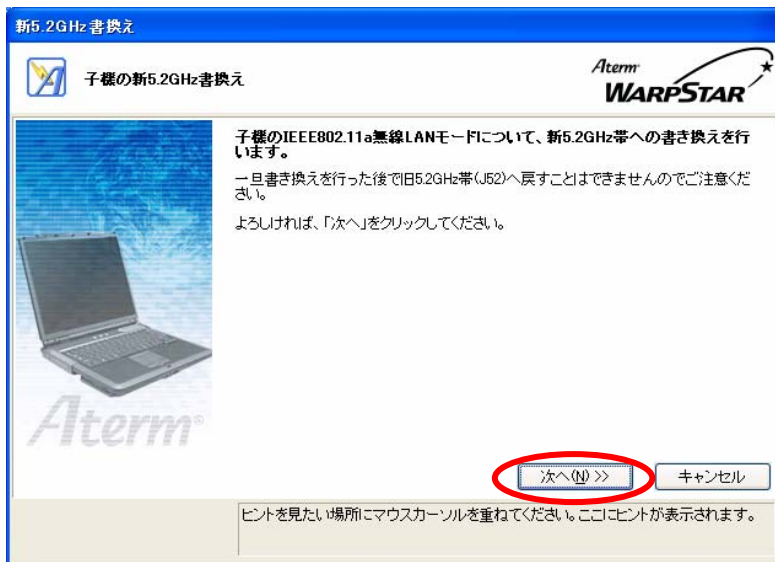 新5.2GHz書換え
子機の新5.2GHz書換え
Aterm
WARPSTAR
子機のIEEE802.11a無線LANモードについて、新5.2GHz帯への書き換えを行
います。
一旦書き換えを行った後で旧5.2GHz帯(J52)へ戻すことはできませんのでご注意くだ
さい。
よろしければ、「次へ」をクリックしてください。
Aterm®
次へ(N) >>
キャンセル
ヒントを見たい場所にマウスカーソルを重ねてください。ここにヒントが表示されます。